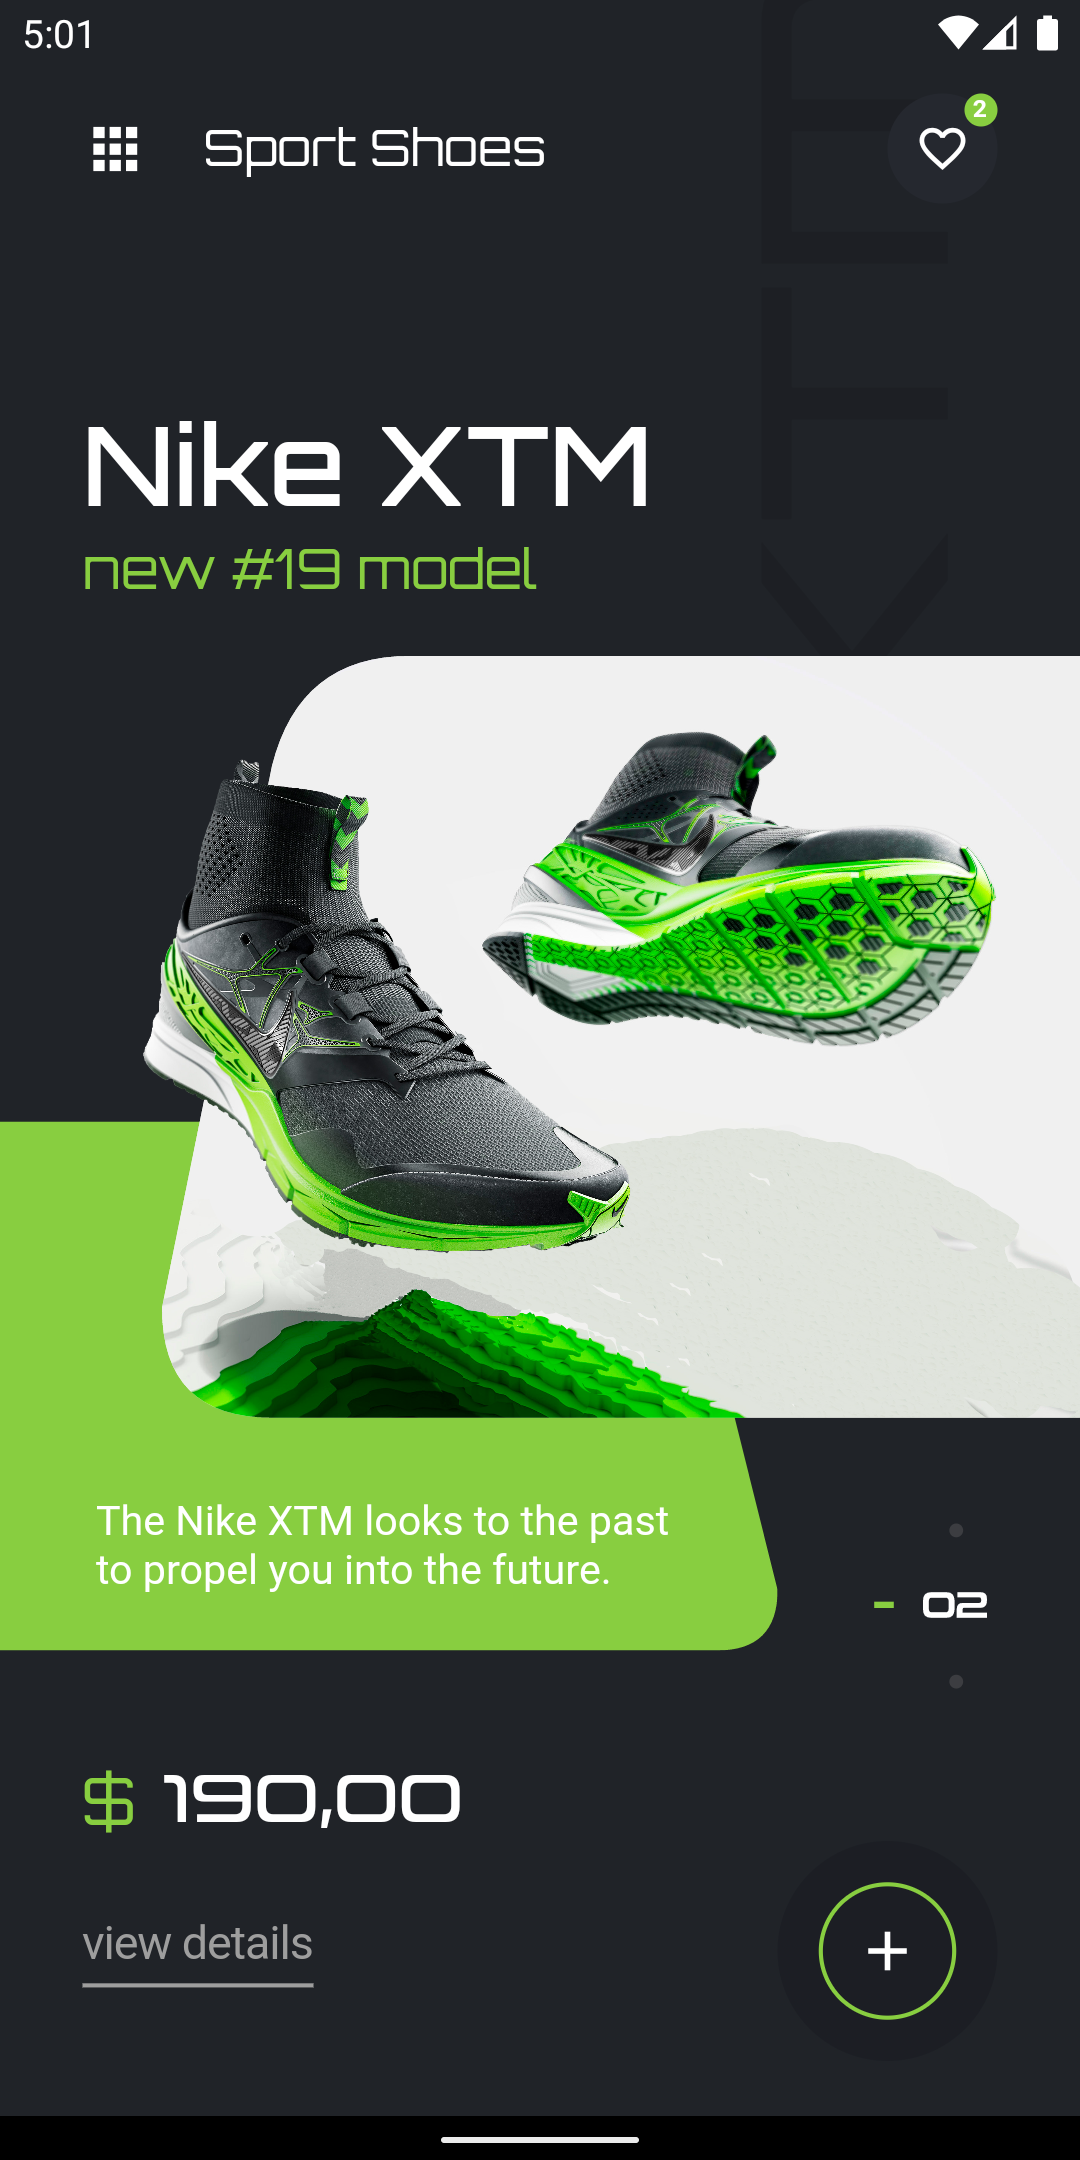 5:01
Sport Shoes
2
Nike XTM
new #19 model
The Nike XTM looks to the past
to propel you into the future.
02
$ 190,00
view details